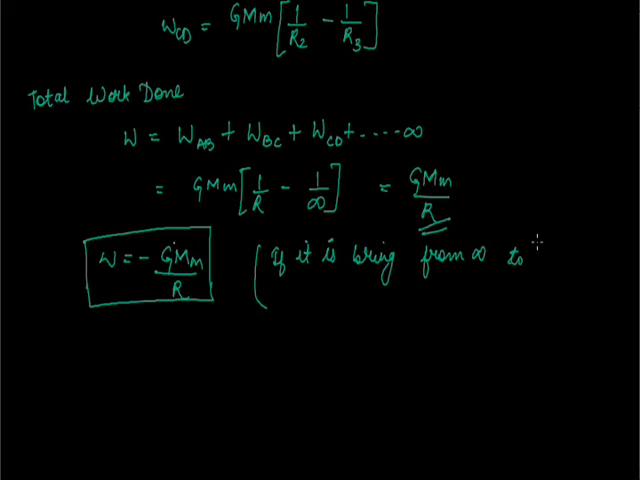 W_CD = GMm [1/R_2 - 1/R_3]
Total Work Done
W = W_AB + W_BC + W_CD + ----- ∞
= GMm [1/R - 1/∞] = GMm/R
W = - GMm/R (If it is bring from ∞ to